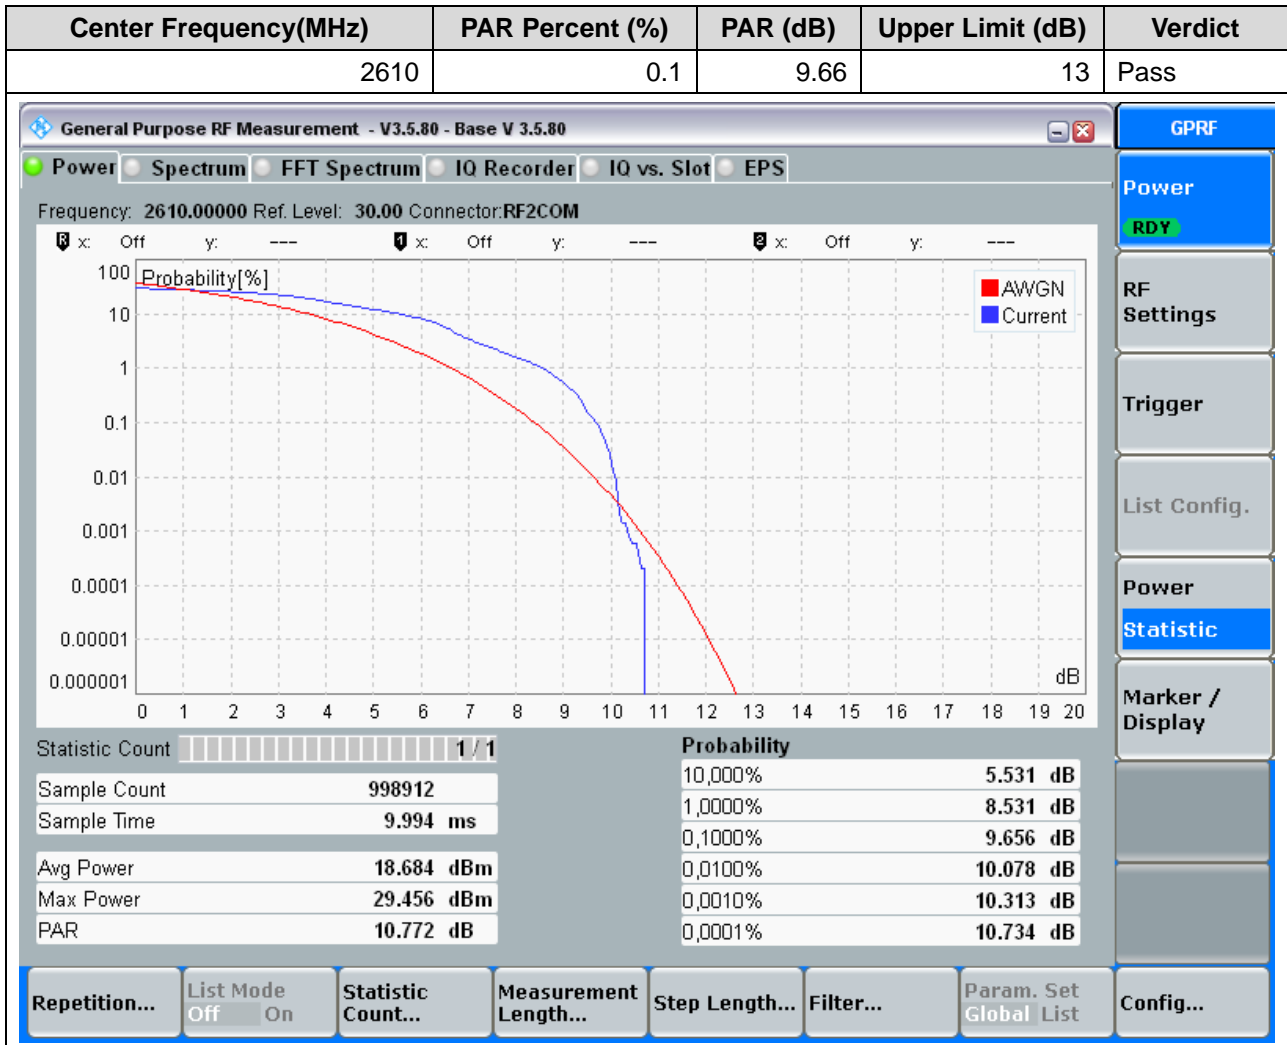 Center Frequency(MHz) PAR Percent (%) PAR (dB) Upper Limit (dB) Verdict
2610 0.1 9.66 13 Pass
General Purpose RF Measurement - V3.5.80 - Base V 3.5.80
GPRF
Power Spectrum FFT Spectrum IQ Recorder IQ vs. Slot EPS
Frequency: 2610.00000 Ref. Level: 30.00 Connector:RF2COM
R x: Off y: --- 1 x: Off y: --- 2 x: Off y: ---
Probability[%]
AWGN
Current
100
10
1
0.1
0.01
0.001
0.0001
0.00001
0.000001
dB
0 1 2 3 4 5 6 7 8 9 10 11 12 13 14 15 16 17 18 19 20
Statistic Count 1 / 1
Sample Count 998912
Sample Time 9.994 ms
Avg Power 18.684 dBm
Max Power 29.456 dBm
PAR 10.772 dB
Probability
10,000% 5.531 dB
1,0000% 8.531 dB
0,1000% 9.656 dB
0,0100% 10.078 dB
0,0010% 10.313 dB
0,0001% 10.734 dB
Power
RDY
RF
Settings
Trigger
List Config.
Power
Statistic
Marker /
Display
Repetition...
List Mode
Off On
Statistic
Count...
Measurement
Length...
Step Length...
Filter...
Param. Set
Global List
Config...